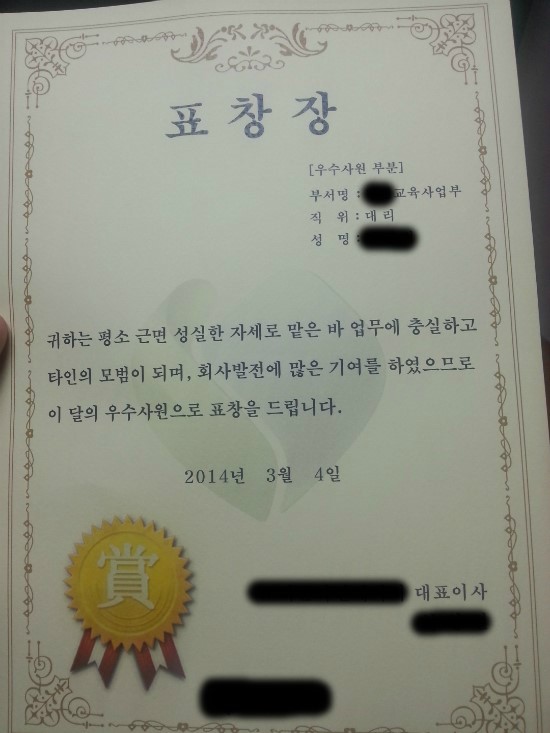 표창장
[우수사원 부분]
부서명 : 교육사업부
직 위 : 대리
성 명 :
귀하는 평소 근면 성실한 자세로 맡은 바 업무에 충실하고
타인의 모범이 되며, 회사발전에 많은 기여를 하였으므로
이 달의 우수사원으로 표창을 드립니다.
2014년 3월 4일
賞
대표이사